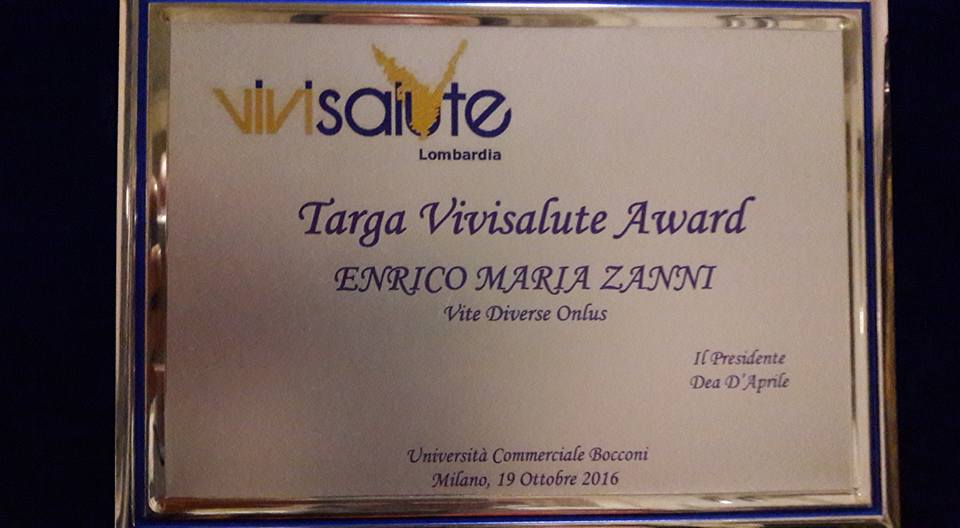 vivisalute
Lombardia
Targa Vivisalute Award
ENRICO MARIA ZANNI
Vite Diverse Onlus
Il Presidente
Dea D'Aprile
Università Commerciale Bocconi
Milano, 19 Ottobre 2016